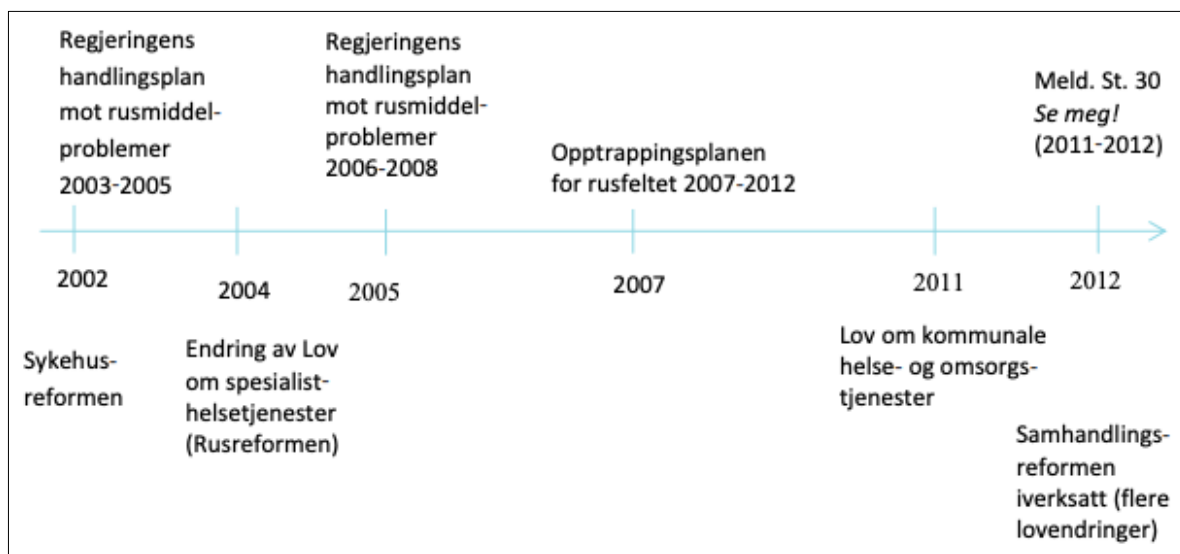 Regjeringens
handlingsplan
mot rusmiddel-
problemer
2003-2005
Regjeringens
handlingsplan
mot rusmiddel-
problemer
2006-2008
Opptrappingsplanen
for rusfeltet 2007-2012
Meld. St. 30
Se meg!
(2011-2012)
2002
2004
2005
2007
2011
2012
Sykehus-
reformen
Endring av Lov
om spesialist-
helsetjenester
(Rusreformen)
Lov om kommunale
helse- og omsorgs-
tjenester
Samhandlings-
reformen
iverksatt (flere
lovendringer)